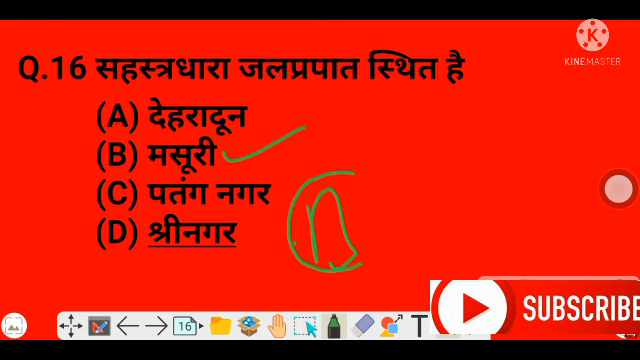 KINEMASTER
Q.16 सहस्त्रधारा जलप्रपात स्थित है
(A) देहरादून
(B) मसूरी
(C) पतंग नगर
(D) श्रीनगर
SUBSCRIBE
16
T